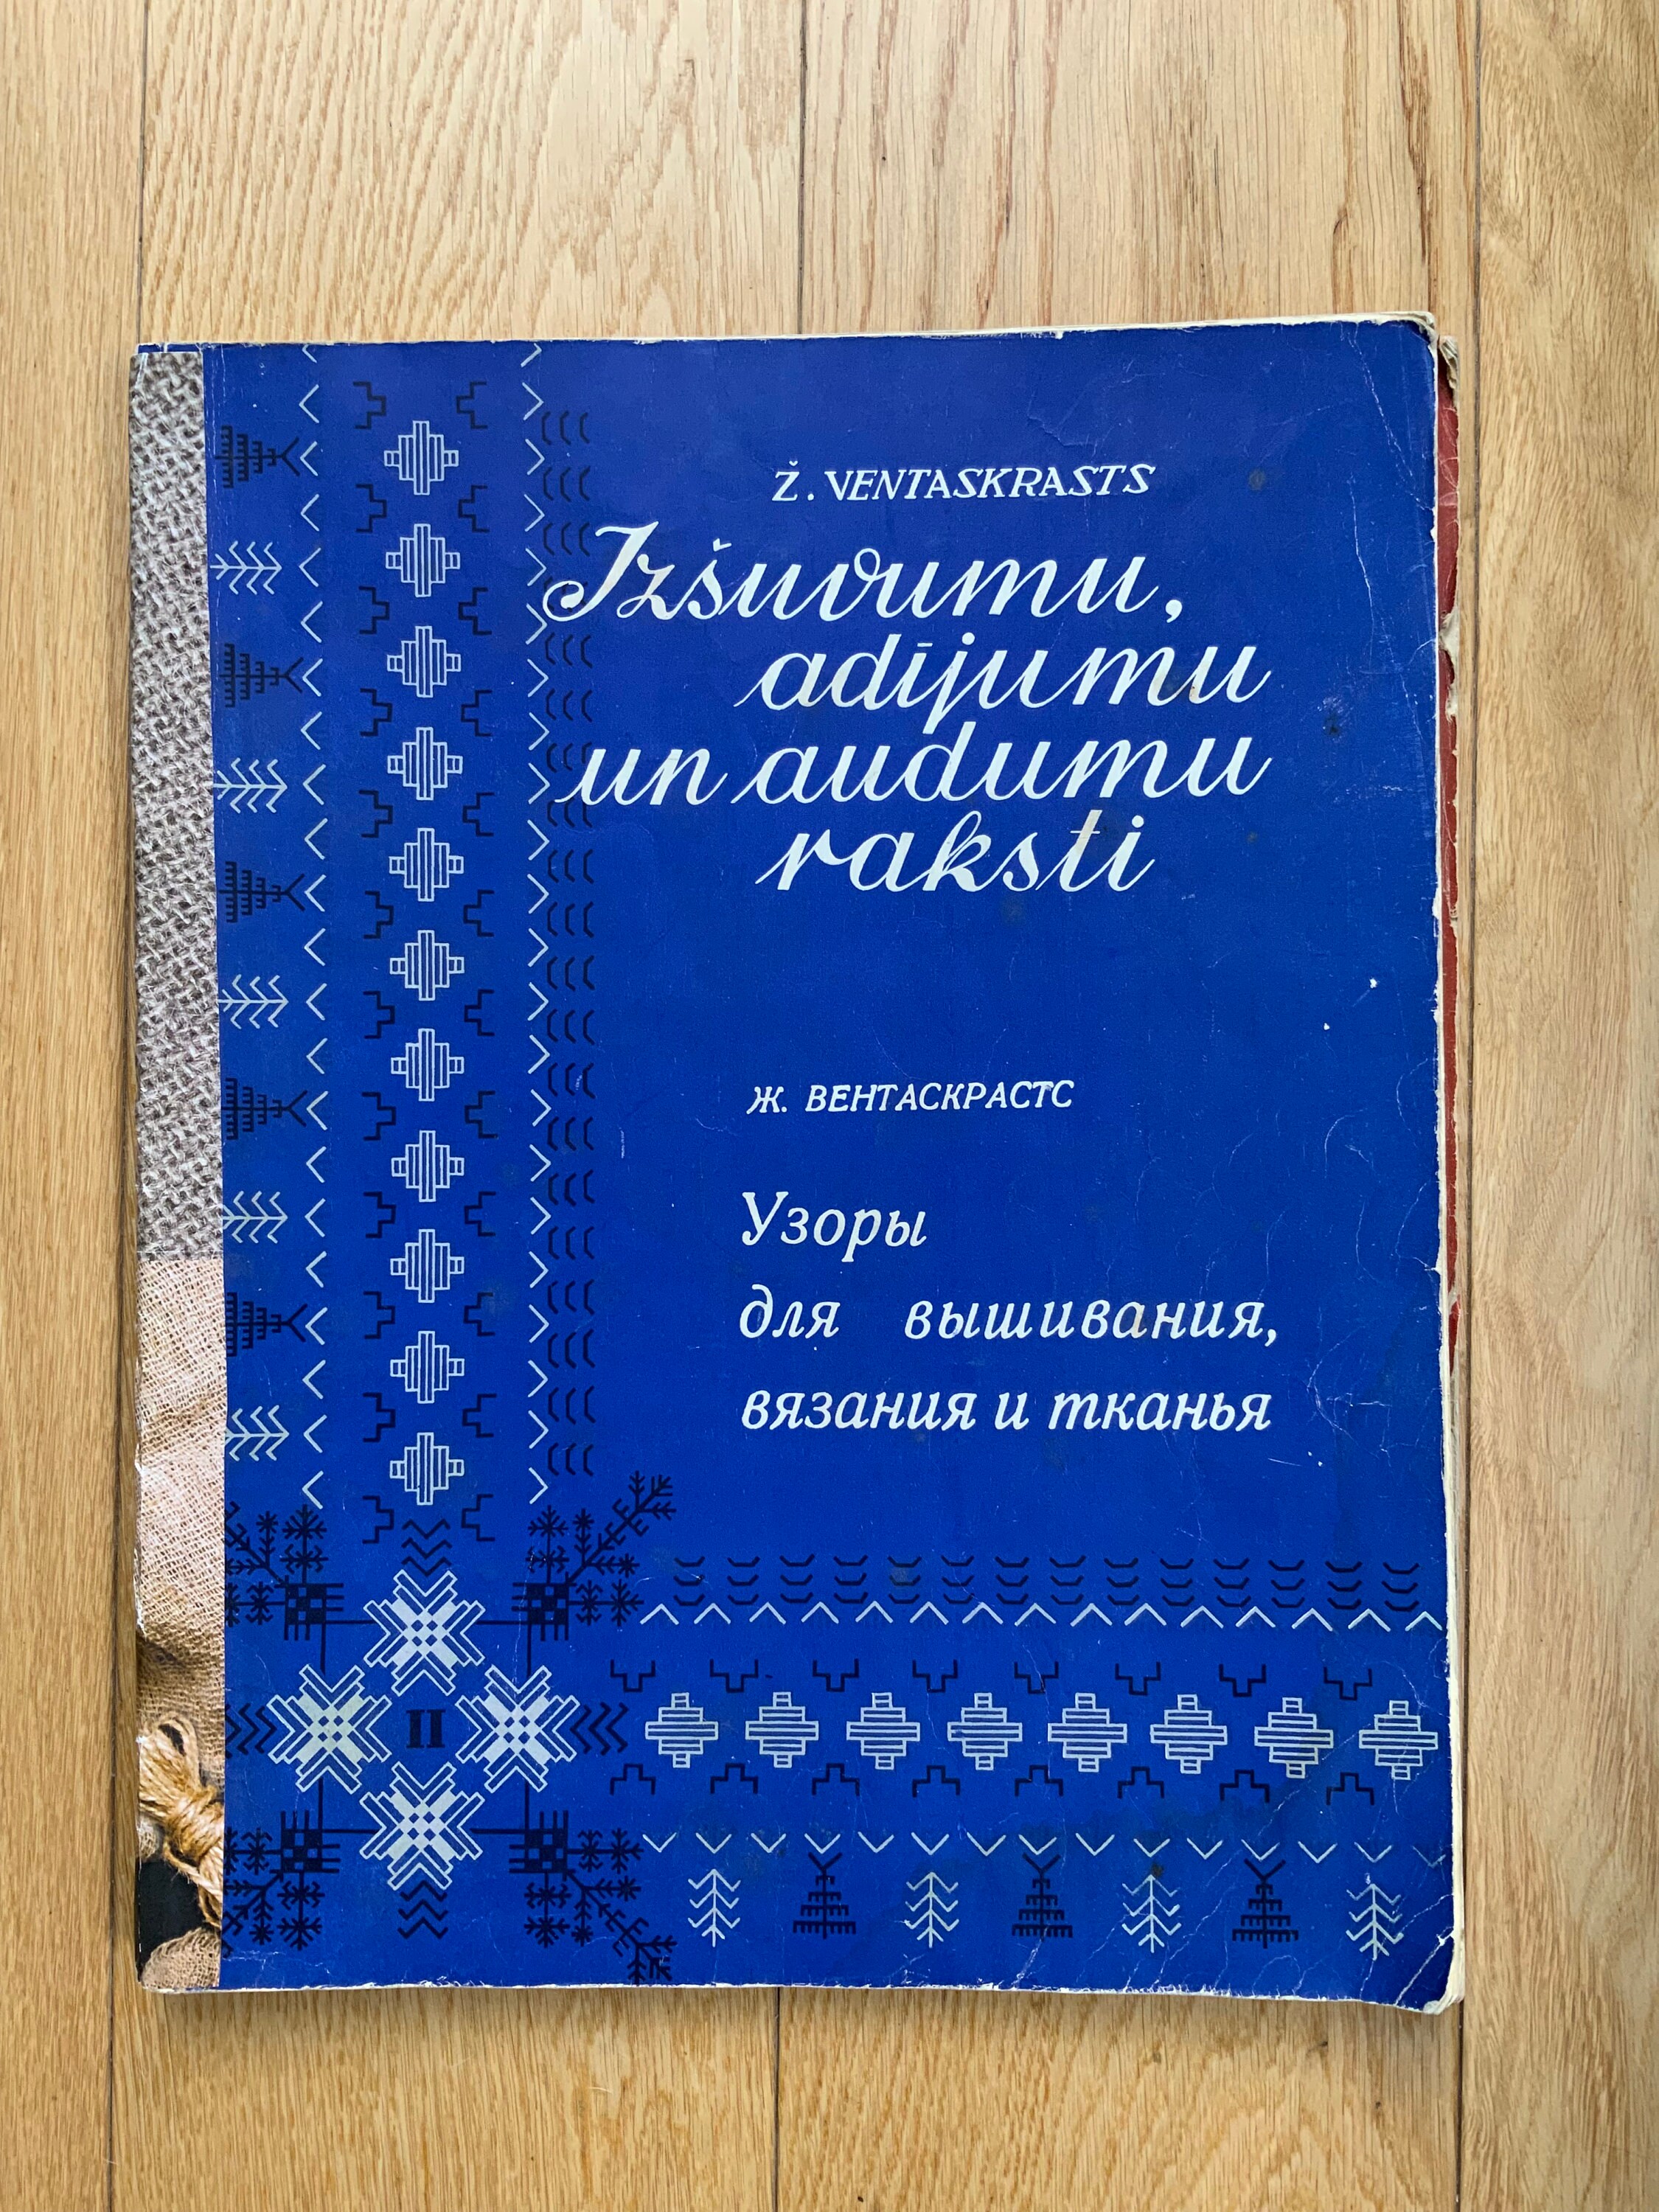 Ž. VENTASKRASTS
Izšuvumu,
adījumu
un audumu
raksti
Ж. ВЕНТАСКРАСТС
Узоры
для вышивания,
вязания и тканья
II